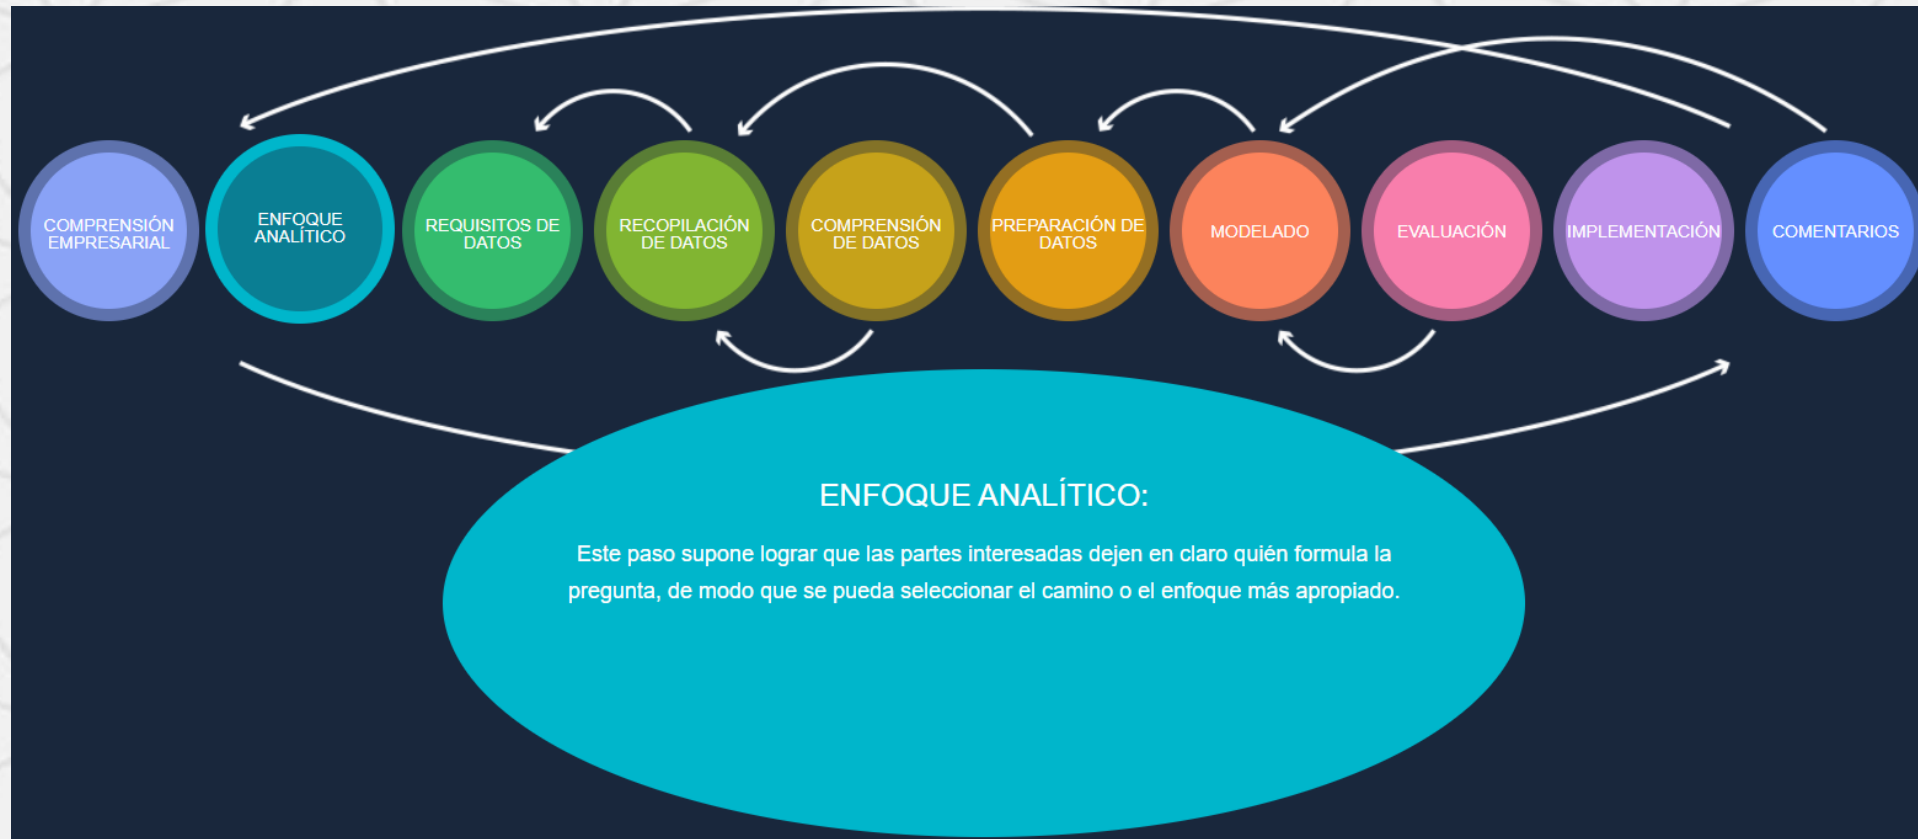 COMPRENSIÓN
EMPRESARIAL
ENFOQUE
ANALÍTICO
REQUISITOS DE
DATOS
RECOPILACIÓN
DE DATOS
COMPRENSIÓN
DE DATOS
PREPARACIÓN DE
DATOS
MODELADO
EVALUACIÓN
IMPLEMENTACIÓN
COMENTARIOS
ENFOQUE ANALÍTICO:
Este paso supone lograr que las partes interesadas dejen en claro quién formula la
pregunta, de modo que se pueda seleccionar el camino o el enfoque más apropiado.